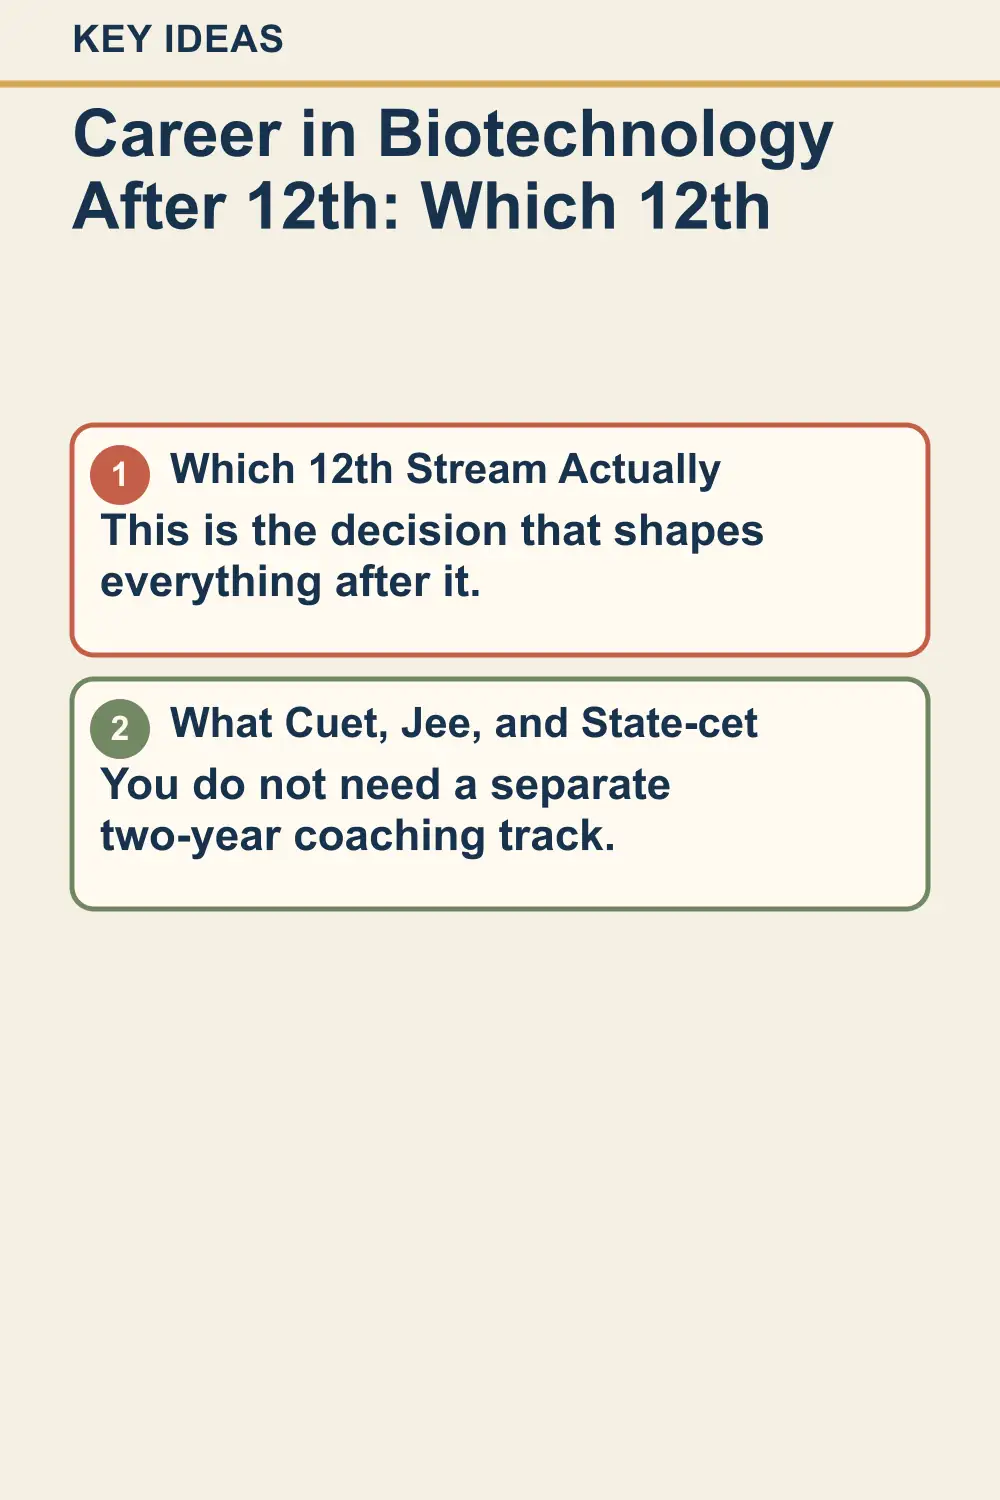 KEY IDEAS
Career in Biotechnology
After 12th: Which 12th
1 Which 12th Stream Actually
This is the decision that shapes
everything after it.
2 What Cuet, Jee, and State-cet
You do not need a separate
two-year coaching track.